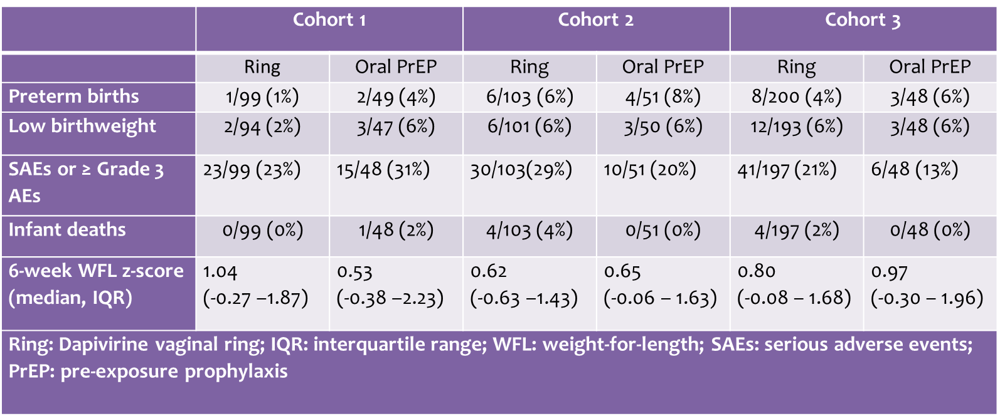 Cohort 1 Cohort 2 Cohort 3
Ring Oral PrEP Ring Oral PrEP Ring Oral PrEP
Preterm births 1/99 (1%) 2/49 (4%) 6/103 (6%) 4/51 (8%) 8/200 (4%) 3/48 (6%)
Low birthweight 2/94 (2%) 3/47 (6%) 6/101 (6%) 3/50 (6%) 12/193 (6%) 3/48 (6%)
SAEs or ≥ Grade 3 23/99 (23%) 15/48 (31%) 30/103(29%) 10/51 (20%) 41/197 (21%) 6/48 (13%)
AEs
Infant deaths 0/99 (0%) 1/48 (2%) 4/103 (4%) 0/51 (0%) 4/197 (2%) 0/48 (0%)
6-week WFL z-score 1.04 0.53 0.62 0.65 0.80 0.97
(median, IQR) (-0.27 –1.87) (-0.38 –2.23) (-0.63 –1.43) (-0.06 – 1.63) (-0.08 – 1.68) (-0.30 – 1.96)
Ring: Dapivirine vaginal ring; IQR: interquartile range; WFL: weight-for-length; SAEs: serious adverse events;
PrEP: pre-exposure prophylaxis